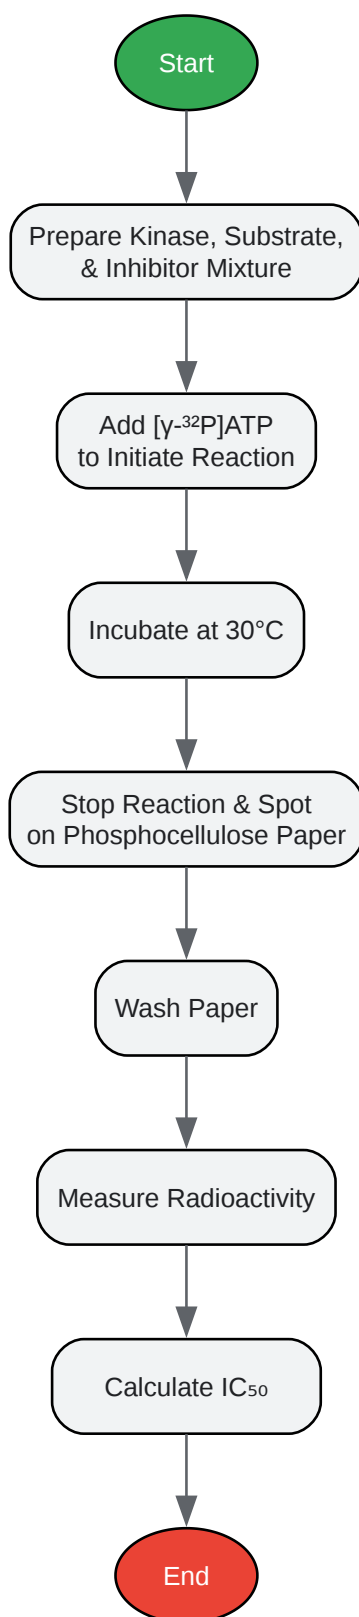 Start
Prepare Kinase, Substrate,
& Inhibitor Mixture
Add [γ-³²P]ATP
to Initiate Reaction
Incubate at 30°C
Stop Reaction & Spot
on Phosphocellulose Paper
Wash Paper
Measure Radioactivity
Calculate IC₅₀
End